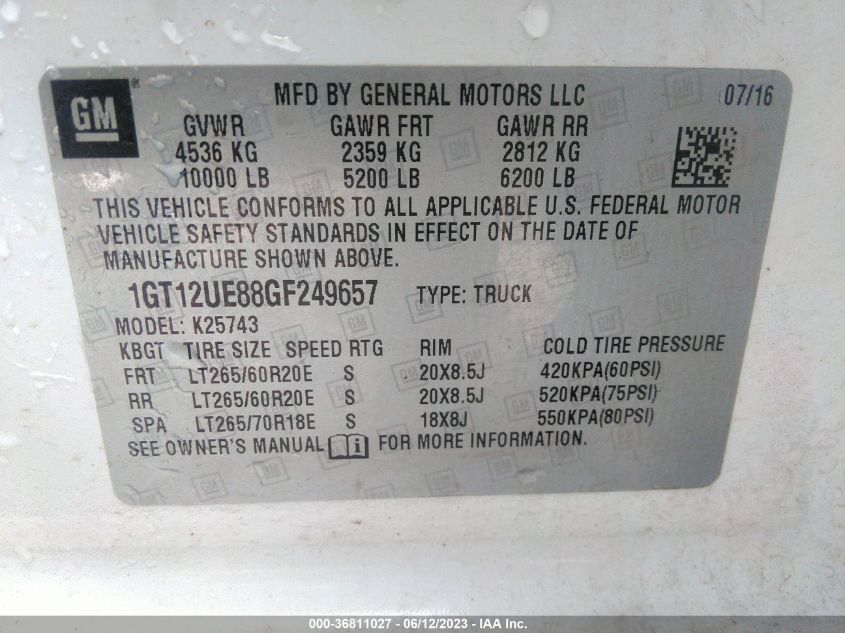 GM ® MFD BY GENERAL MOTORS LLC 07/16
GVWR GAWR FRT GAWR RR
4536 KG 2359 KG 2812 KG
10000 LB 5200 LB 6200 LB
THIS VEHICLE CONFORMS TO ALL APPLICABLE U.S. FEDERAL MOTOR
VEHICLE SAFETY STANDARDS IN EFFECT ON THE DATE OF
MANUFACTURE SHOWN ABOVE.
1GT12UE88GF249657 TYPE: TRUCK
MODEL: K25743
KBGT TIRE SIZE SPEED RTG RIM COLD TIRE PRESSURE
FRT LT265/60R20E S 20X8.5J 420KPA(60PSI)
RR LT265/60R20E S 20X8.5J 520KPA(75PSI)
SPA LT265/70R18E S 18X8J 550KPA(80PSI)
SEE OWNER'S MANUAL i FOR MORE INFORMATION.
000-36811027 - 06/12/2023 - IAA Inc.